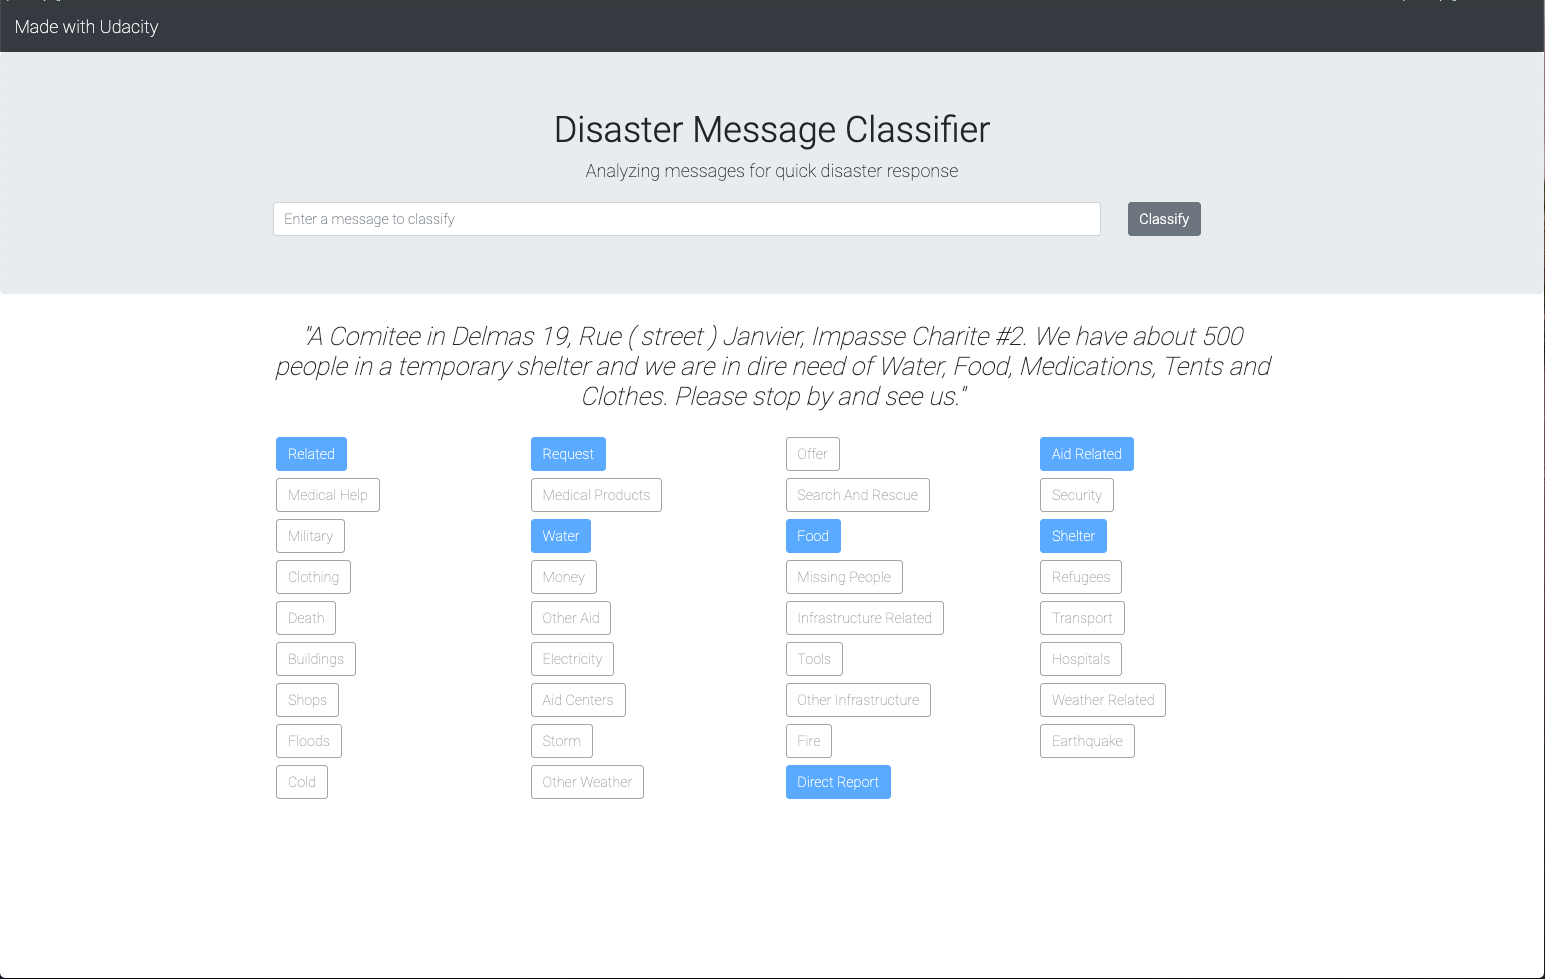 Made with Udacity
Disaster Message Classifier
Analyzing messages for quick disaster response
Enter a message to classify
Classify
"A Comitee in Delmas 19, Rue ( street ) Janvier, Impasse Charite #2. We have about 500
people in a temporary shelter and we are in dire need of Water, Food, Medications, Tents and
Clothes. Please stop by and see us."
Related Request Offer Aid Related
Medical Help Medical Products Search And Rescue Security
Military Water Food Shelter
Clothing Money Missing People Refugees
Death Other Aid Infrastructure Related Transport
Buildings Electricity Tools Hospitals
Shops Aid Centers Other Infrastructure Weather Related
Floods Storm Fire Earthquake
Cold Other Weather Direct Report